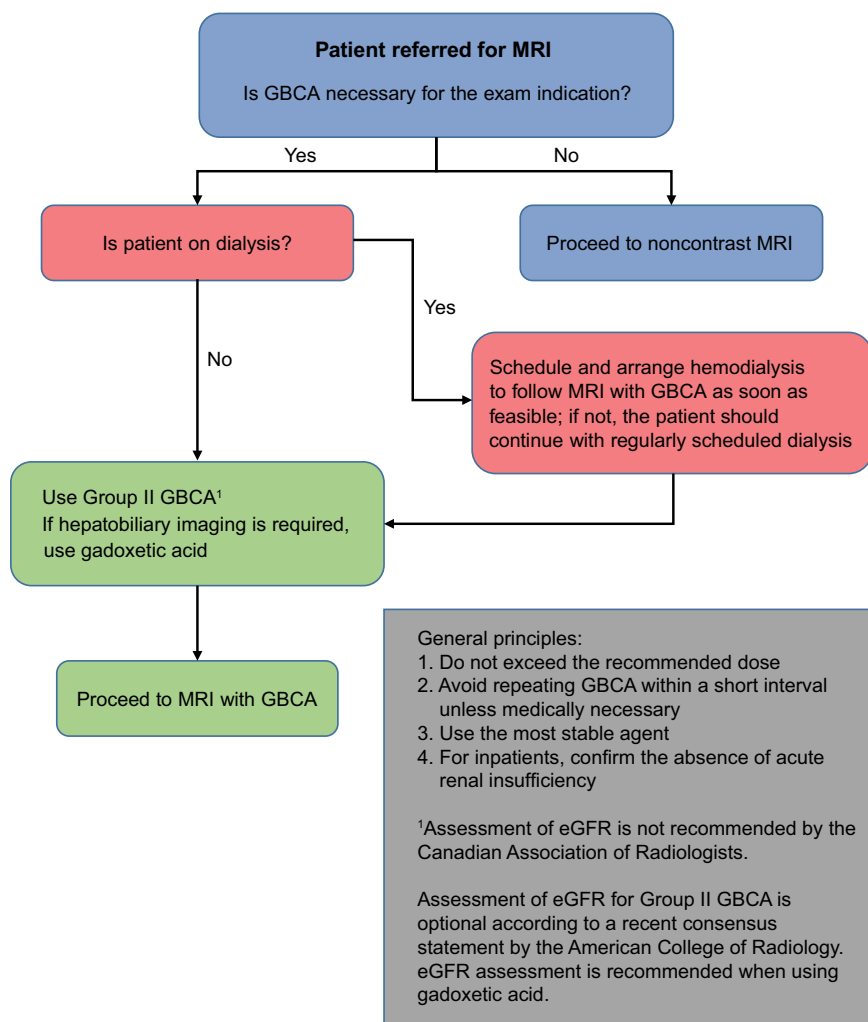 Patient referred for MRI
Is GBCA necessary for the exam indication?
Yes
No
Is patient on dialysis?
Proceed to noncontrast MRI
Yes
No
Schedule and arrange hemodialysis
to follow MRI with GBCA as soon as
feasible; if not, the patient should
continue with regularly scheduled dialysis
Use Group II GBCA¹
If hepatobiliary imaging is required,
use gadoxetic acid
Proceed to MRI with GBCA
General principles:
1. Do not exceed the recommended dose
2. Avoid repeating GBCA within a short interval
unless medically necessary
3. Use the most stable agent
4. For inpatients, confirm the absence of acute
renal insufficiency
¹Assessment of eGFR is not recommended by the
Canadian Association of Radiologists.
Assessment of eGFR for Group II GBCA is
optional according to a recent consensus
statement by the American College of Radiology.
eGFR assessment is recommended when using
gadoxetic acid.